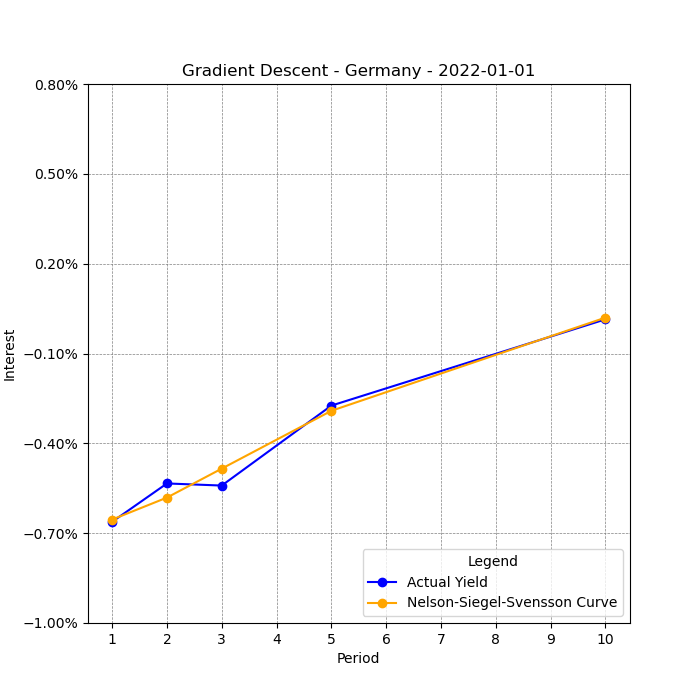 Gradient Descent - Germany - 2022-01-01
0.80%
0.50%
0.20%
−0.10%
−0.40%
−0.70%
−1.00%
Interest
Legend
Actual Yield
Nelson-Siegel-Svensson Curve
1 2 3 4 5 6 7 8 9 10
Period